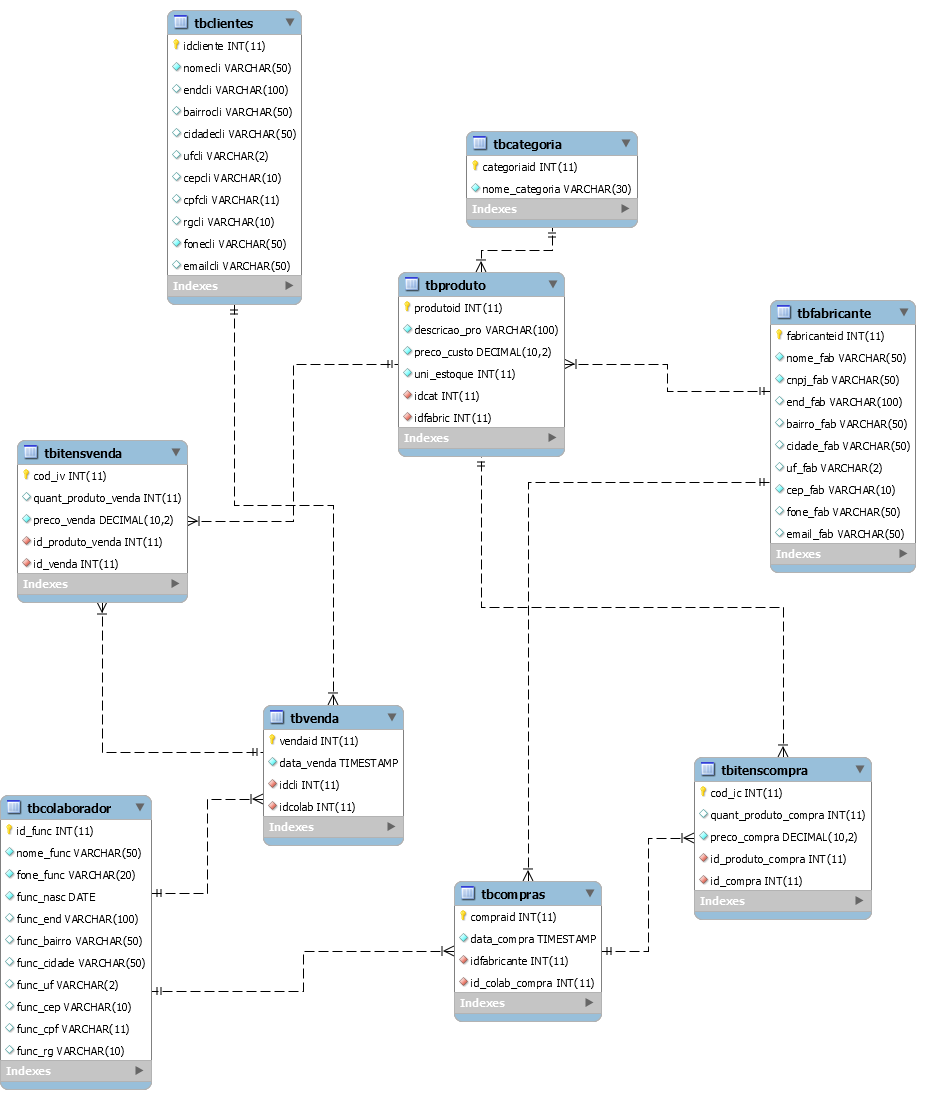 tbclientes
idcliente INT(11)
nomecli VARCHAR(50)
endcli VARCHAR(100)
bairrocli VARCHAR(50)
cidadecli VARCHAR(50)
ufcli VARCHAR(2)
cepcli VARCHAR(10)
cpfcli VARCHAR(11)
rgcli VARCHAR(10)
fonecli VARCHAR(50)
emailcli VARCHAR(50)
Indexes
tbcategoria
categoriaid INT(11)
nome_categoria VARCHAR(30)
Indexes
tbproduto
produtoid INT(11)
descricao_pro VARCHAR(100)
preco_custo DECIMAL(10,2)
uni_estoque INT(11)
idcat INT(11)
idfabric INT(11)
Indexes
tbfabricante
fabricanteid INT(11)
nome_fab VARCHAR(50)
cnpj_fab VARCHAR(50)
end_fab VARCHAR(100)
bairro_fab VARCHAR(50)
cidade_fab VARCHAR(50)
uf_fab VARCHAR(2)
cep_fab VARCHAR(10)
fone_fab VARCHAR(50)
email_fab VARCHAR(50)
Indexes
tbitensvenda
cod_iv INT(11)
quant_produto_venda INT(11)
preco_venda DECIMAL(10,2)
id_produto_venda INT(11)
id_venda INT(11)
Indexes
tbvenda
vendaid INT(11)
data_venda TIMESTAMP
idcli INT(11)
idcolab INT(11)
Indexes
tbitenscompra
cod_ic INT(11)
quant_produto_compra INT(11)
preco_compra DECIMAL(10,2)
id_produto_compra INT(11)
id_compra INT(11)
Indexes
tbcolaborador
id_func INT(11)
nome_func VARCHAR(50)
fone_func VARCHAR(20)
func_nasc DATE
func_end VARCHAR(100)
func_bairro VARCHAR(50)
func_cidade VARCHAR(50)
func_uf VARCHAR(2)
func_cep VARCHAR(10)
func_cpf VARCHAR(11)
func_rg VARCHAR(10)
Indexes
tbcompras
compraid INT(11)
data_compra TIMESTAMP
idfabricante INT(11)
id_colab_compra INT(11)
Indexes